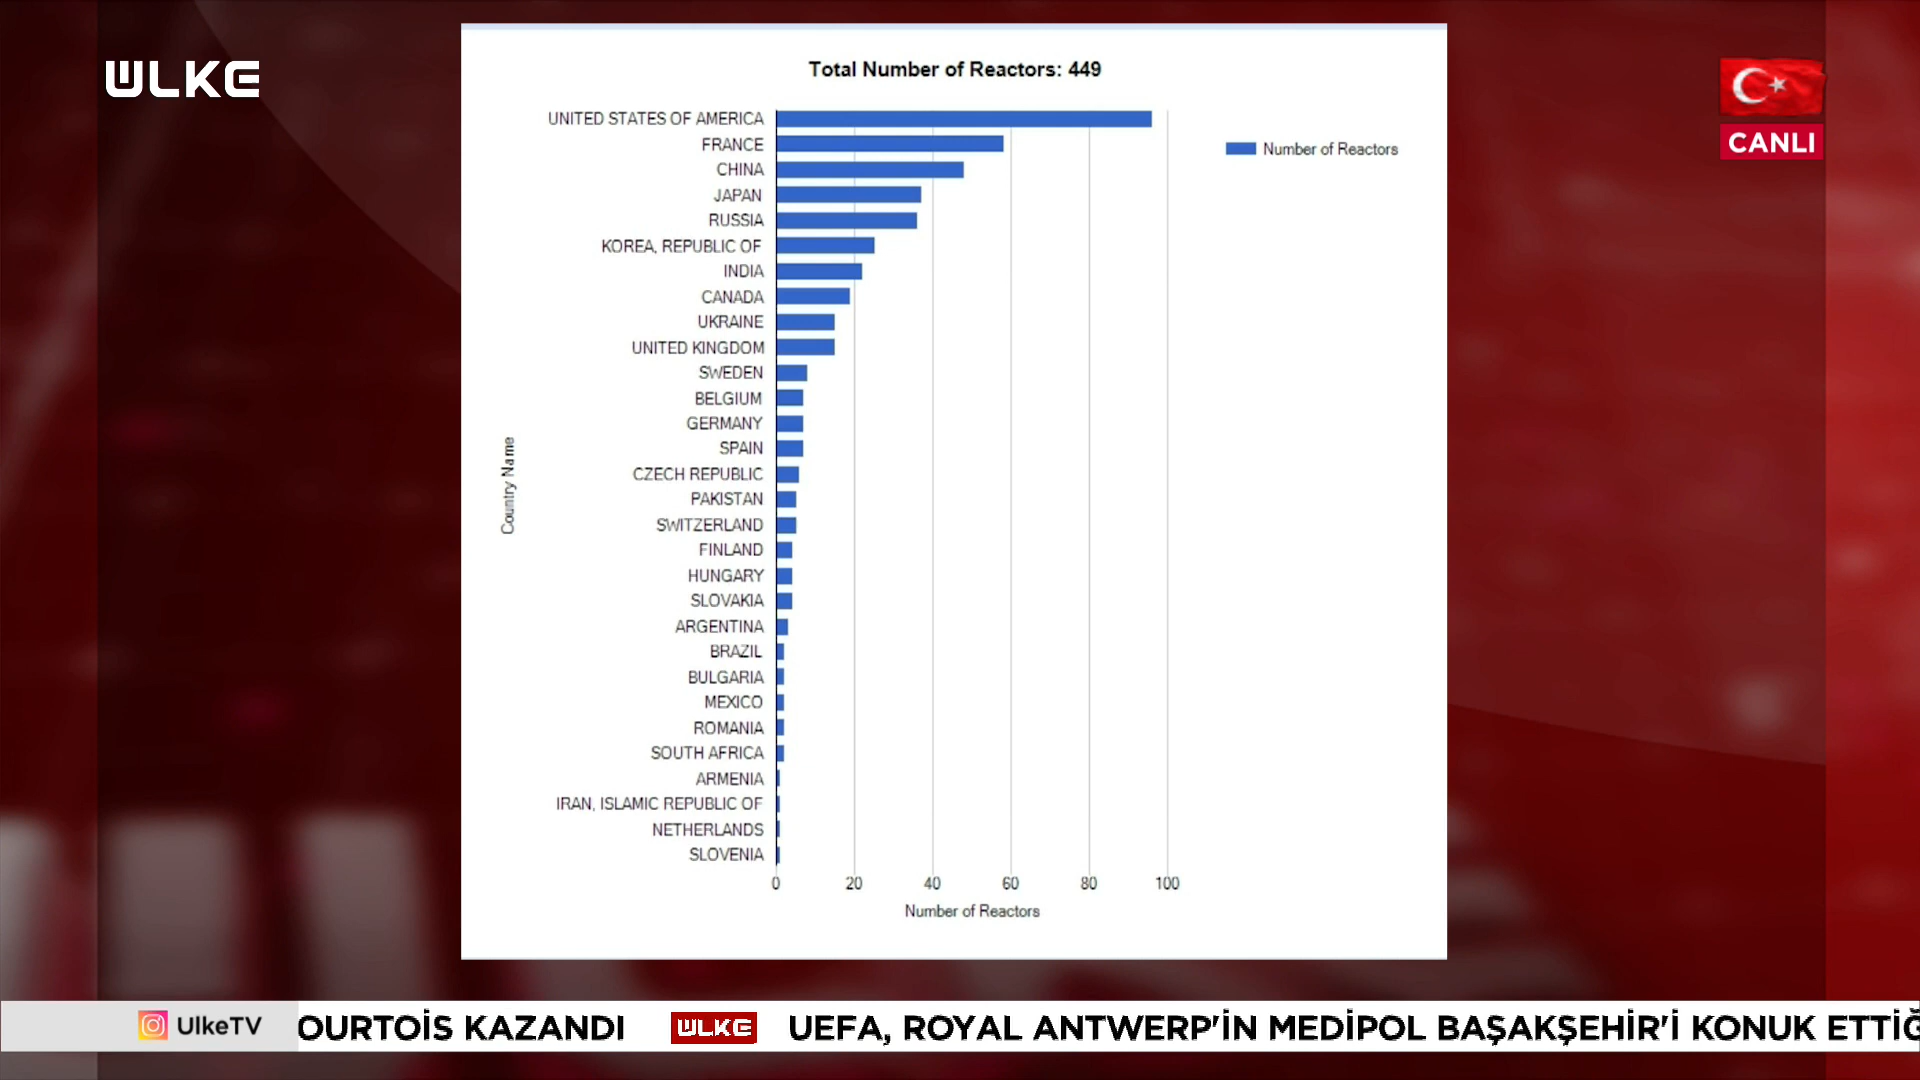 ULKE
CANLI
Total Number of Reactors: 449
Number of Reactors
Country Name
UNITED STATES OF AMERICA
FRANCE
CHINA
JAPAN
RUSSIA
KOREA, REPUBLIC OF
INDIA
CANADA
UKRAINE
UNITED KINGDOM
SWEDEN
BELGIUM
GERMANY
SPAIN
CZECH REPUBLIC
PAKISTAN
SWITZERLAND
FINLAND
HUNGARY
SLOVAKIA
ARGENTINA
BRAZIL
BULGARIA
MEXICO
ROMANIA
SOUTH AFRICA
ARMENIA
IRAN, ISLAMIC REPUBLIC OF
NETHERLANDS
SLOVENIA
0 20 40 60 80 100
Number of Reactors
UlkeTV OURTOİS KAZANDI ULKE UEFA, ROYAL ANTWERP'İN MEDİPOL BAŞAKŞEHİR'İ KONUK ETTİĞ